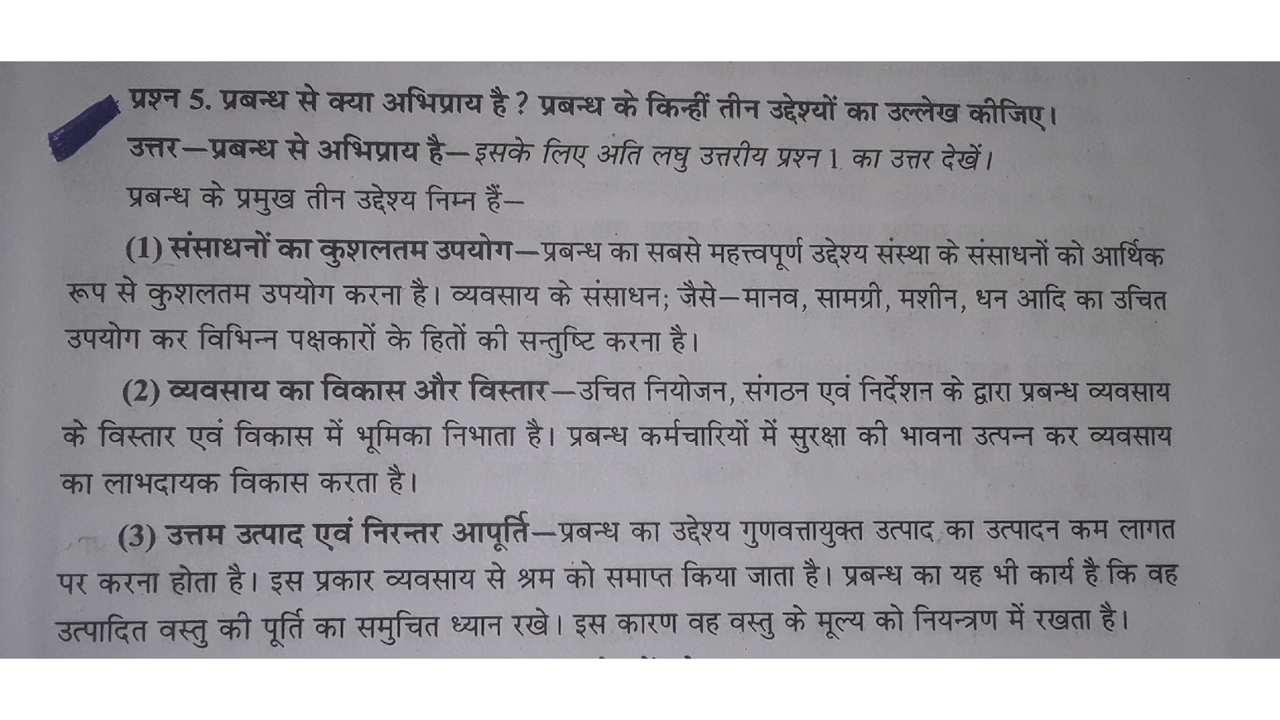 प्रश्न 5. प्रबन्ध से क्या अभिप्राय है ? प्रबन्ध के किन्हीं तीन उद्देश्यों का उल्लेख कीजिए।
उत्तर—प्रबन्ध से अभिप्राय है—इसके लिए अति लघु उत्तरीय प्रश्न 1 का उत्तर देखें।
प्रबन्ध के प्रमुख तीन उद्देश्य निम्न हैं—
(1) संसाधनों का कुशलतम उपयोग—प्रबन्ध का सबसे महत्त्वपूर्ण उद्देश्य संस्था के संसाधनों को आर्थिक
रूप से कुशलतम उपयोग करना है। व्यवसाय के संसाधन; जैसे—मानव, सामग्री, मशीन, धन आदि का उचित
उपयोग कर विभिन्न पक्षकारों के हितों की सन्तुष्टि करना है।
(2) व्यवसाय का विकास और विस्तार—उचित नियोजन, संगठन एवं निर्देशन के द्वारा प्रबन्ध व्यवसाय
के विस्तार एवं विकास में भूमिका निभाता है। प्रबन्ध कर्मचारियों में सुरक्षा की भावना उत्पन्न कर व्यवसाय
का लाभदायक विकास करता है।
(3) उत्तम उत्पाद एवं निरन्तर आपूर्ति—प्रबन्ध का उद्देश्य गुणवत्तायुक्त उत्पाद का उत्पादन कम लागत
पर करना होता है। इस प्रकार व्यवसाय से श्रम को समाप्त किया जाता है। प्रबन्ध का यह भी कार्य है कि वह
उत्पादित वस्तु की पूर्ति का समुचित ध्यान रखे। इस कारण वह वस्तु के मूल्य को नियन्त्रण में रखता है।